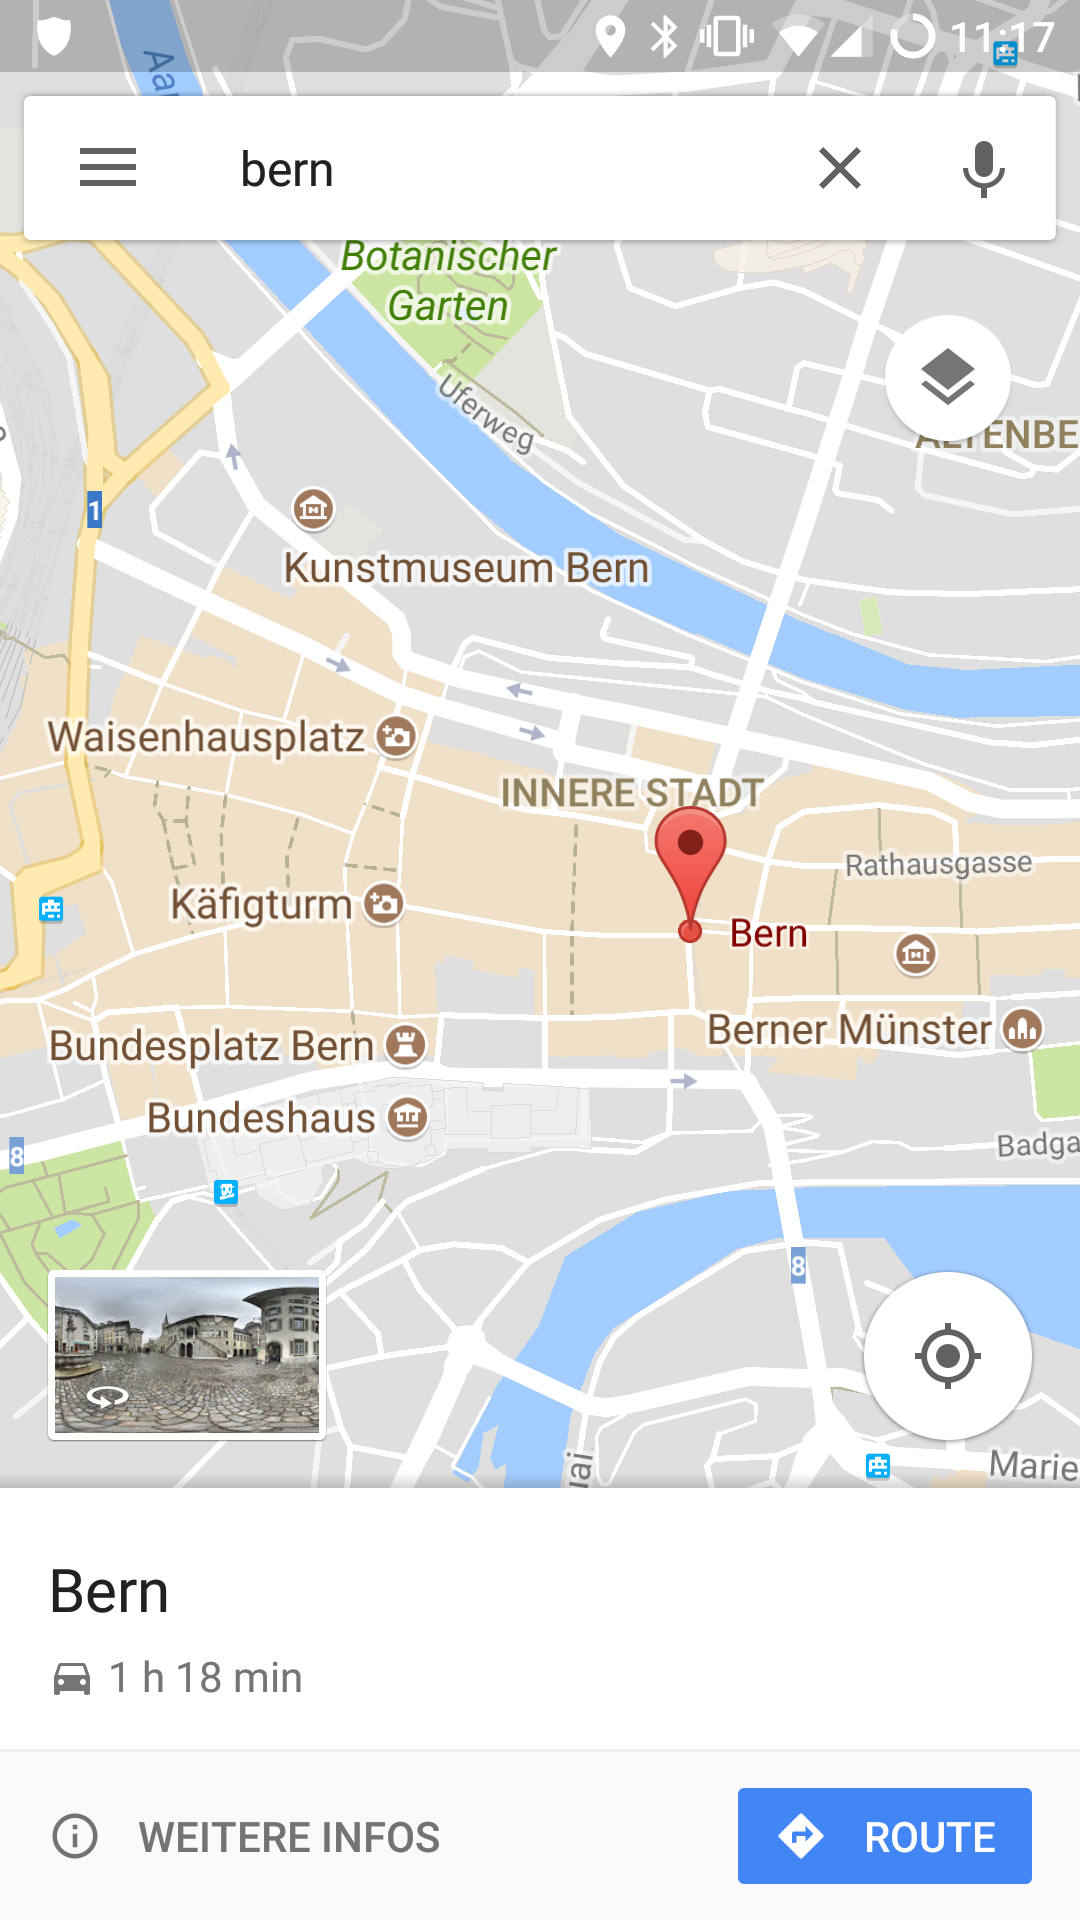 11:17
Aar
bern
Botanischer
Garten
Uferweg
ALTENBE
1
Kunstmuseum Bern
Waisenhausplatz
INNERE STADT
Rathausgasse
Käfigturm
Bern
Berner Münster
Bundesplatz Bern
Bundeshaus
Badga
8
8
uai
Marie
Bern
1 h 18 min
WEITERE INFOS
ROUTE